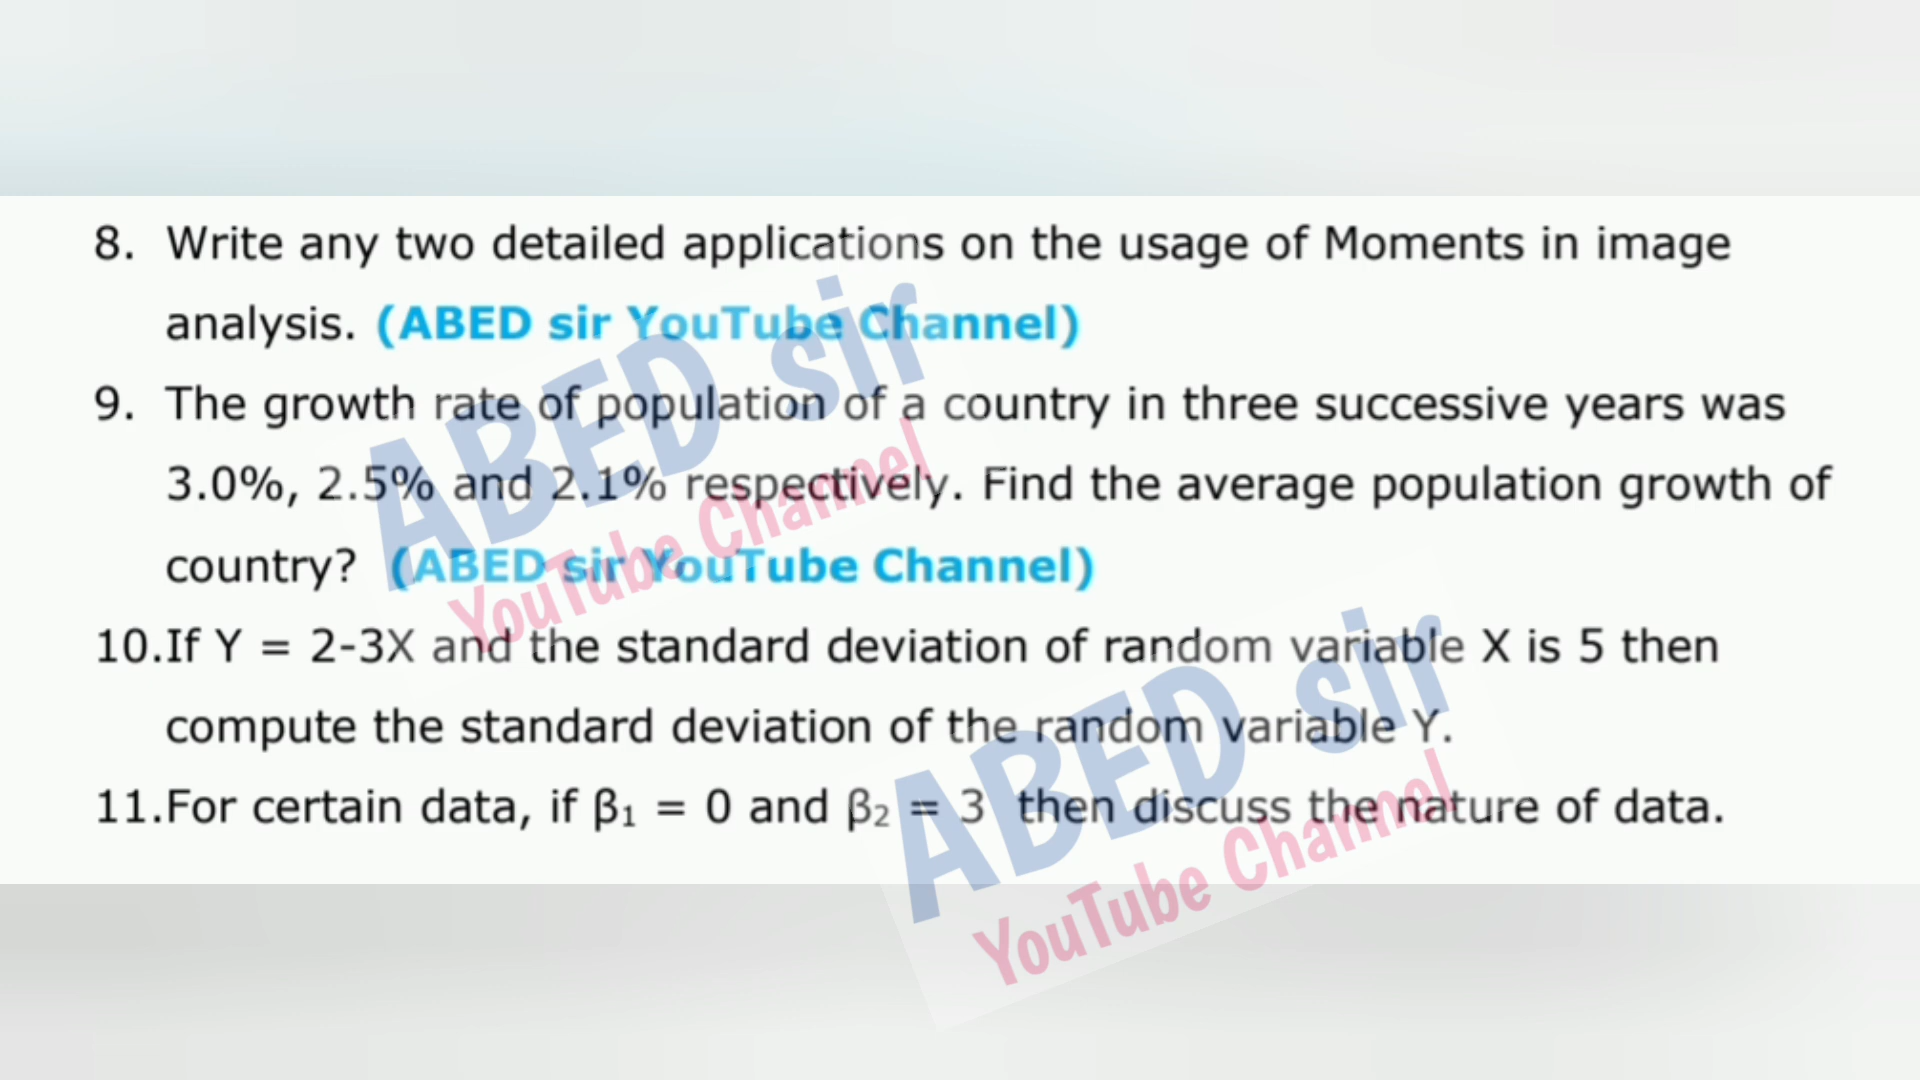 8. Write any two detailed applications on the usage of Moments in image
analysis. (ABED sir YouTube Channel)
9. The growth rate of population of a country in three successive years was
3.0%, 2.5% and 2.1% respectively. Find the average population growth of
country? (ABED sir YouTube Channel)
10.If Y = 2-3X and the standard deviation of random variable X is 5 then
compute the standard deviation of the random variable Y.
11.For certain data, if β₁ = 0 and β₂ = 3 then discuss the nature of data.
ABED sir
YouTube Channel
ABED sir
YouTube Channel